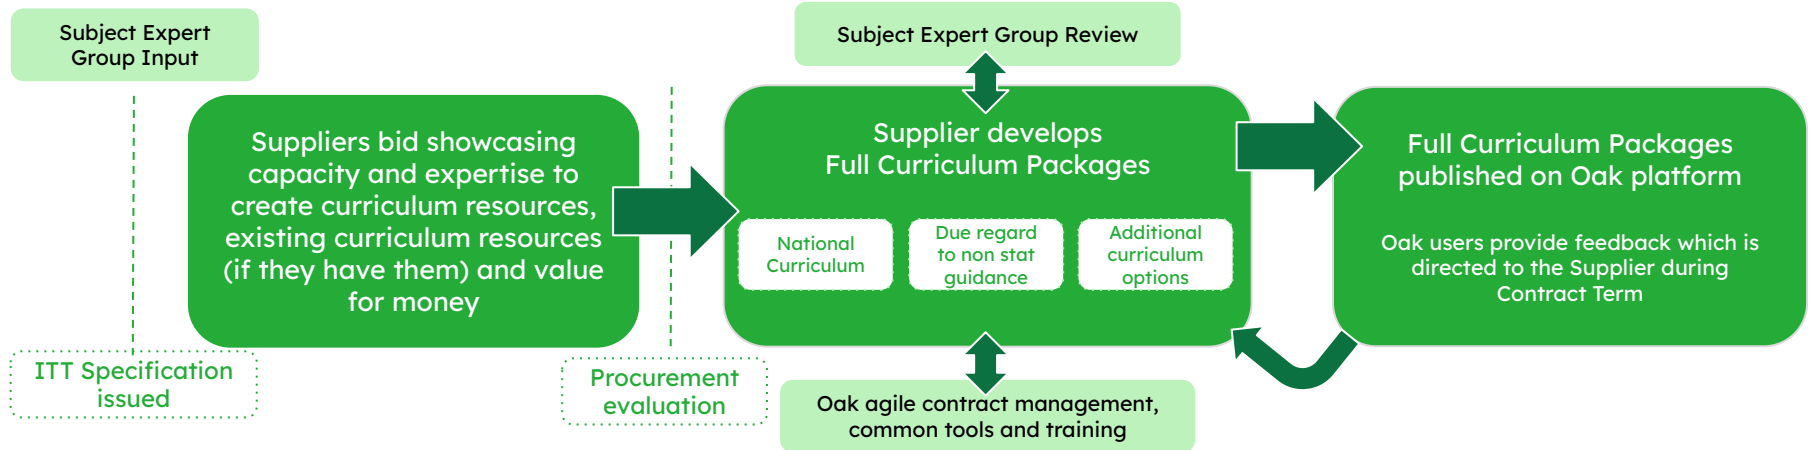 Subject Expert
Group Input
ITT Specification
issued
Suppliers bid showcasing
capacity and expertise to
create curriculum resources,
existing curriculum resources
(if they have them) and value
for money
Procurement
evaluation
Subject Expert Group Review
Supplier develops
Full Curriculum Packages
National
Curriculum
Due regard
to non stat
guidance
Additional
curriculum
options
Oak agile contract management,
common tools and training
Full Curriculum Packages
published on Oak platform
Oak users provide feedback which is
directed to the Supplier during
Contract Term